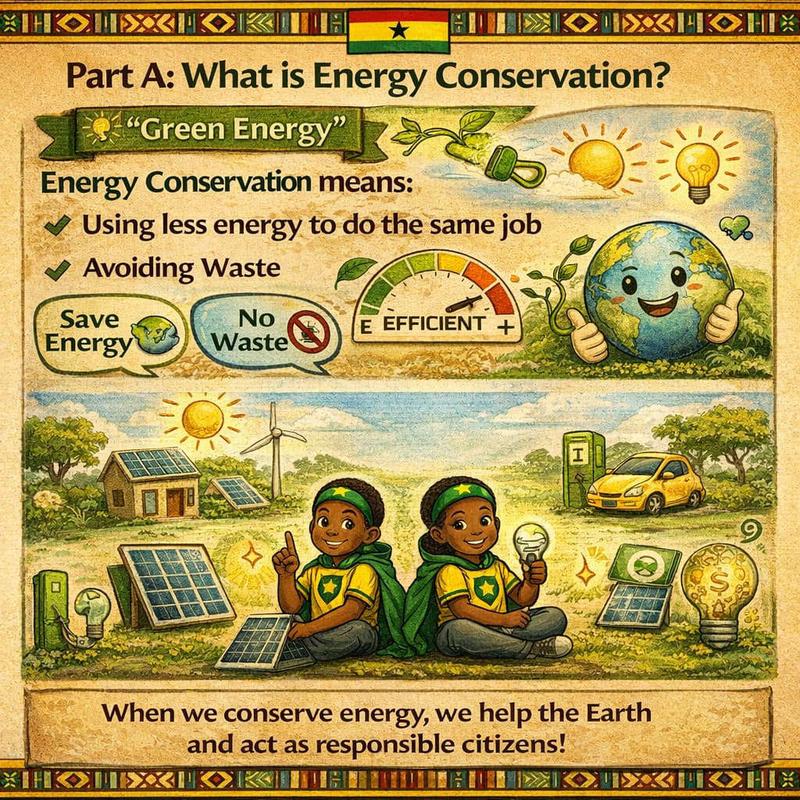 Part A: What is Energy Conservation?
"Green Energy"
Energy Conservation means:
Using less energy to do the same job
Avoiding Waste
Save
Energy
No
Waste
E EFFICIENT +
I
$
When we conserve energy, we help the Earth
and act as responsible citizens!